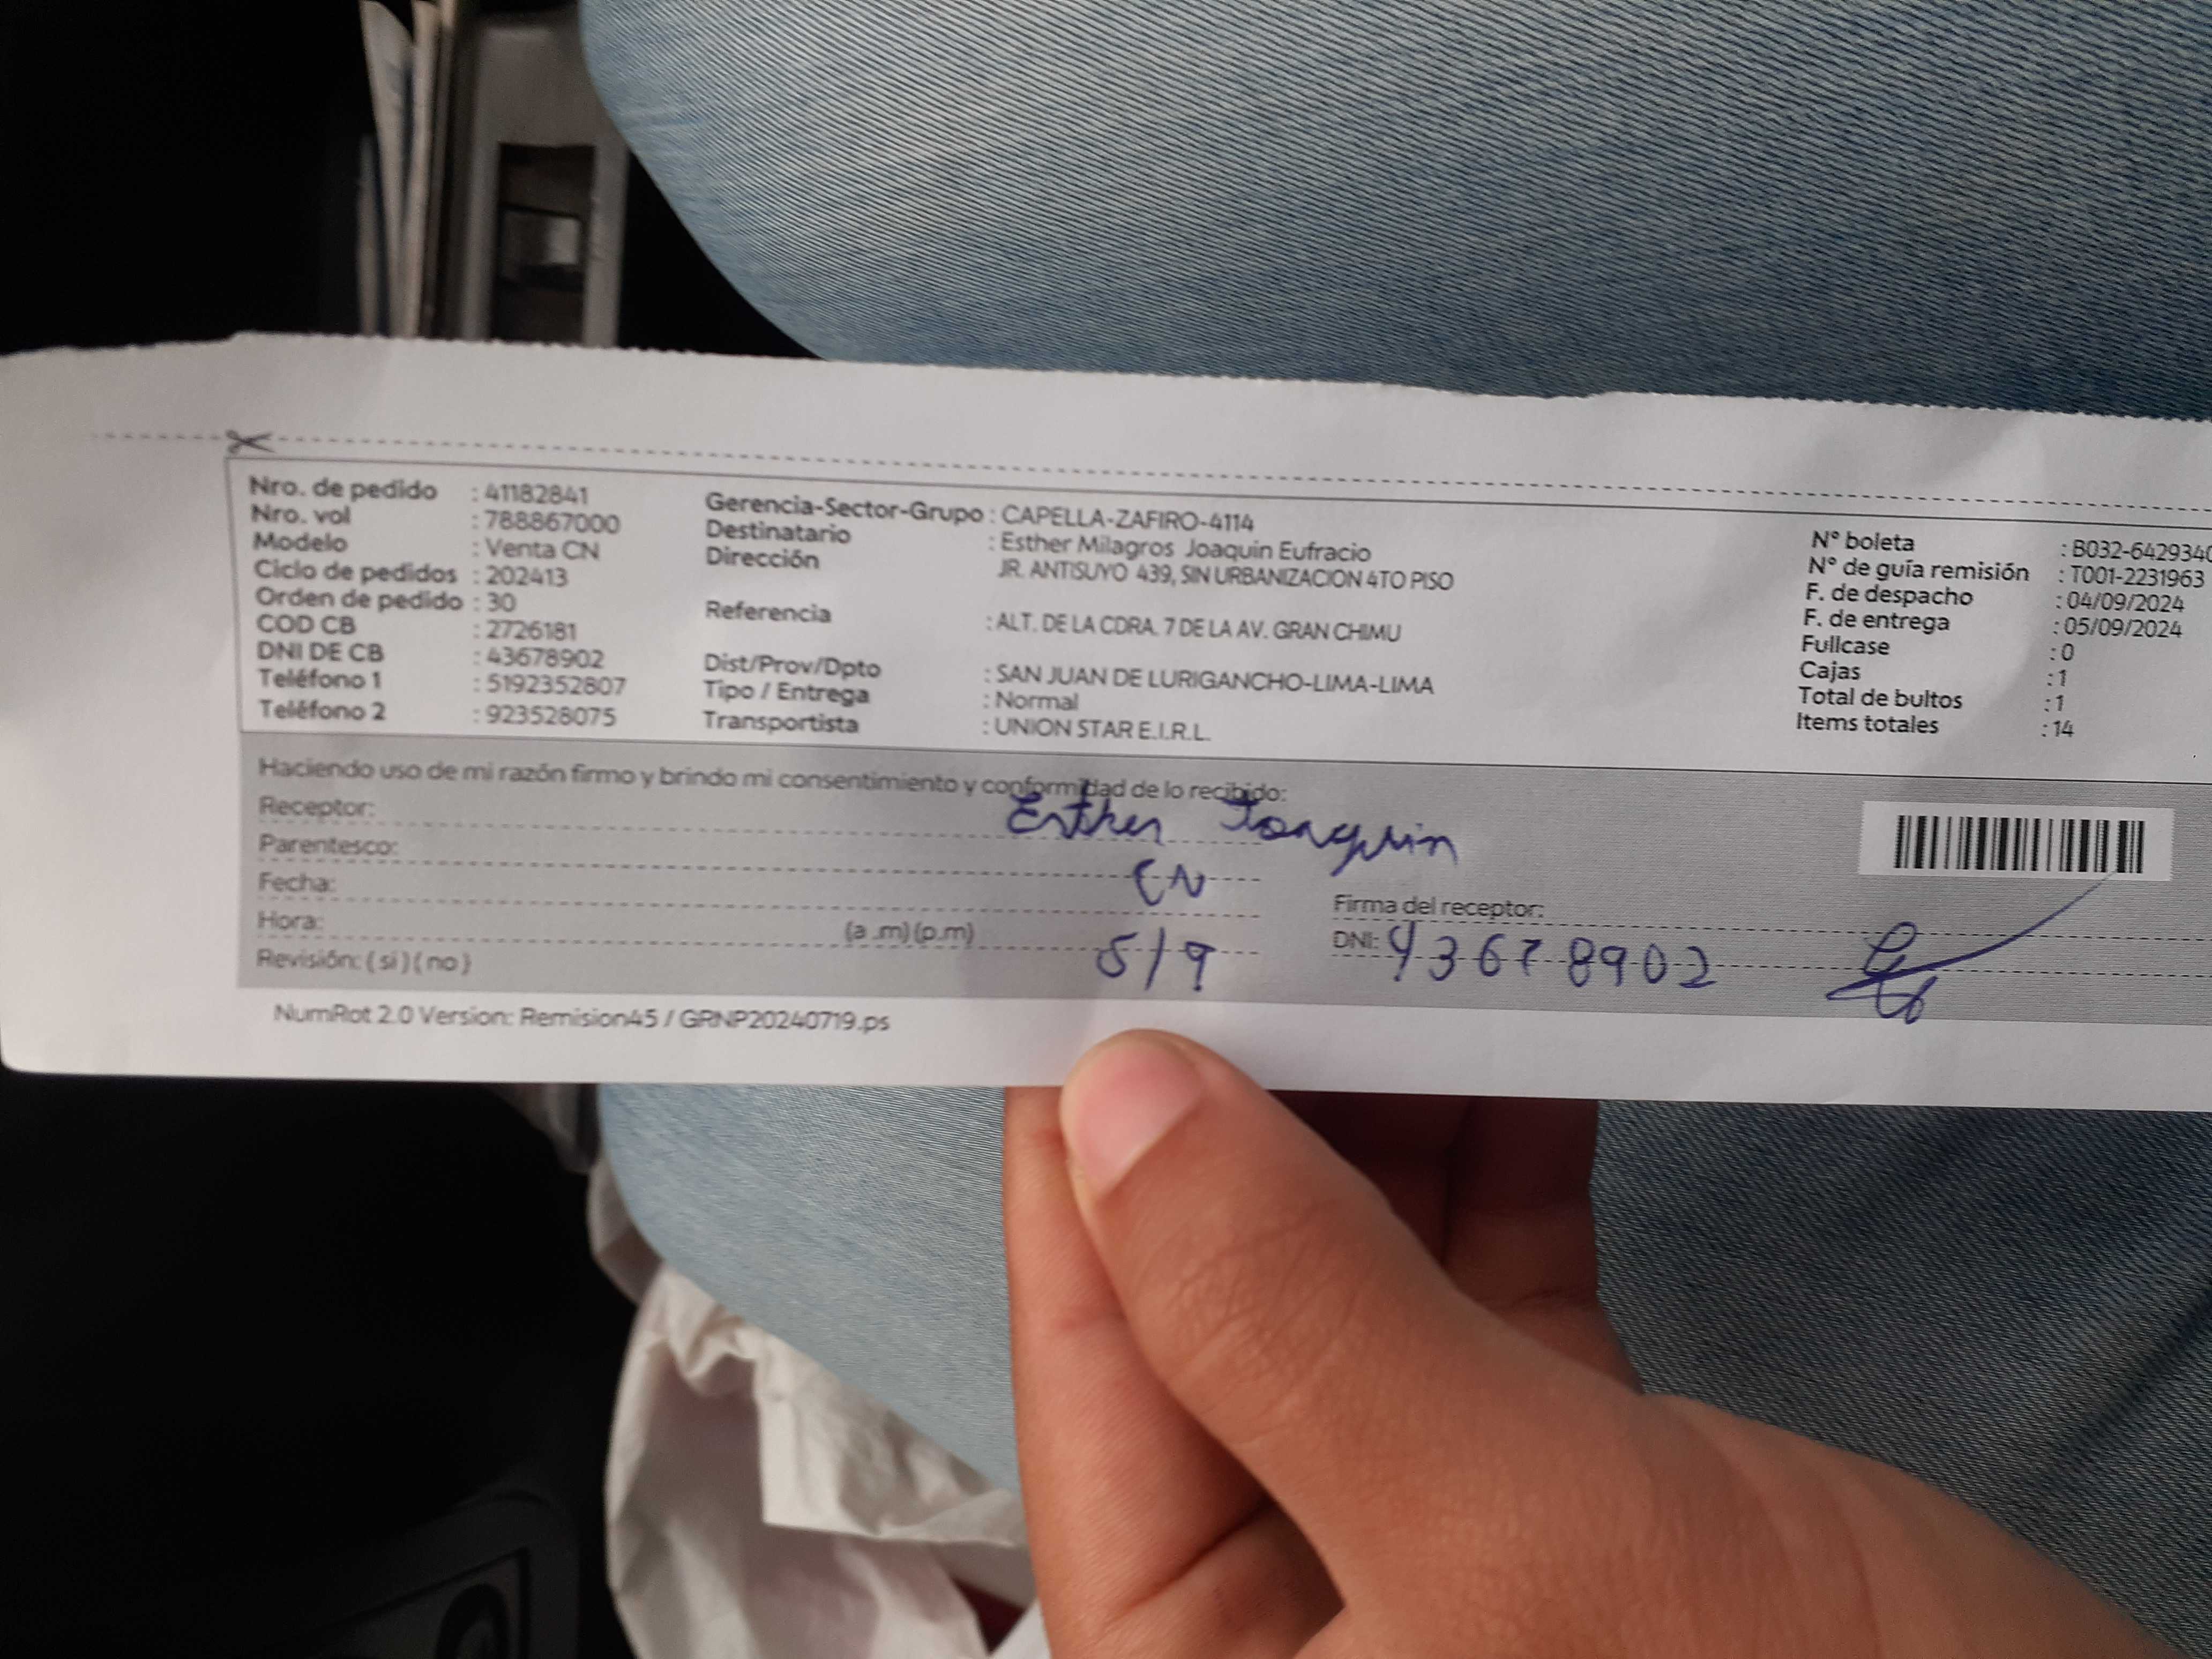 Nro. de pedido : 41182841
Nro. vol : 788867000
Modelo : Venta CN
Ciclo de pedidos : 202413
Orden de pedido : 30
COD CB : 2726181
DNI DE CB : 43678902
Teléfono 1 : 5192352807
Teléfono 2 : 923528075
Gerencia-Sector-Grupo : CAPELLA-ZAFIRO-4114
Destinatario : Esther Milagros Joaquin Eufracio
Dirección
JR. ANTISUYO 439, SIN URBANIZACION 4TO PISO
Referencia : ALT. DE LA CDRA. 7 DE LA AV. GRAN CHIMU
Dist/Prov/Dpto : SAN JUAN DE LURIGANCHO-LIMA-LIMA
Tipo / Entrega : Normal
Transportista : UNION STAR E.I.R.L.
N° boleta : B032-6429340
N° de guía remisión : T001-2231963
F. de despacho : 04/09/2024
F. de entrega : 05/09/2024
Fullcase : 0
Cajas : 1
Total de bultos : 1
Items totales : 14
Haciendo uso de mi razón firmo y brindo mi consentimiento y conformidad de lo recibido:
Receptor: Esther Joaquin
Parentesco: CN
Fecha: 5/9
Hora: (a .m) (p.m)
Revisión: ( si ) ( no )
Firma del receptor:
DNI: 43678902
NumRot 2.0 Version: Remision45 / GRNP20240719.ps